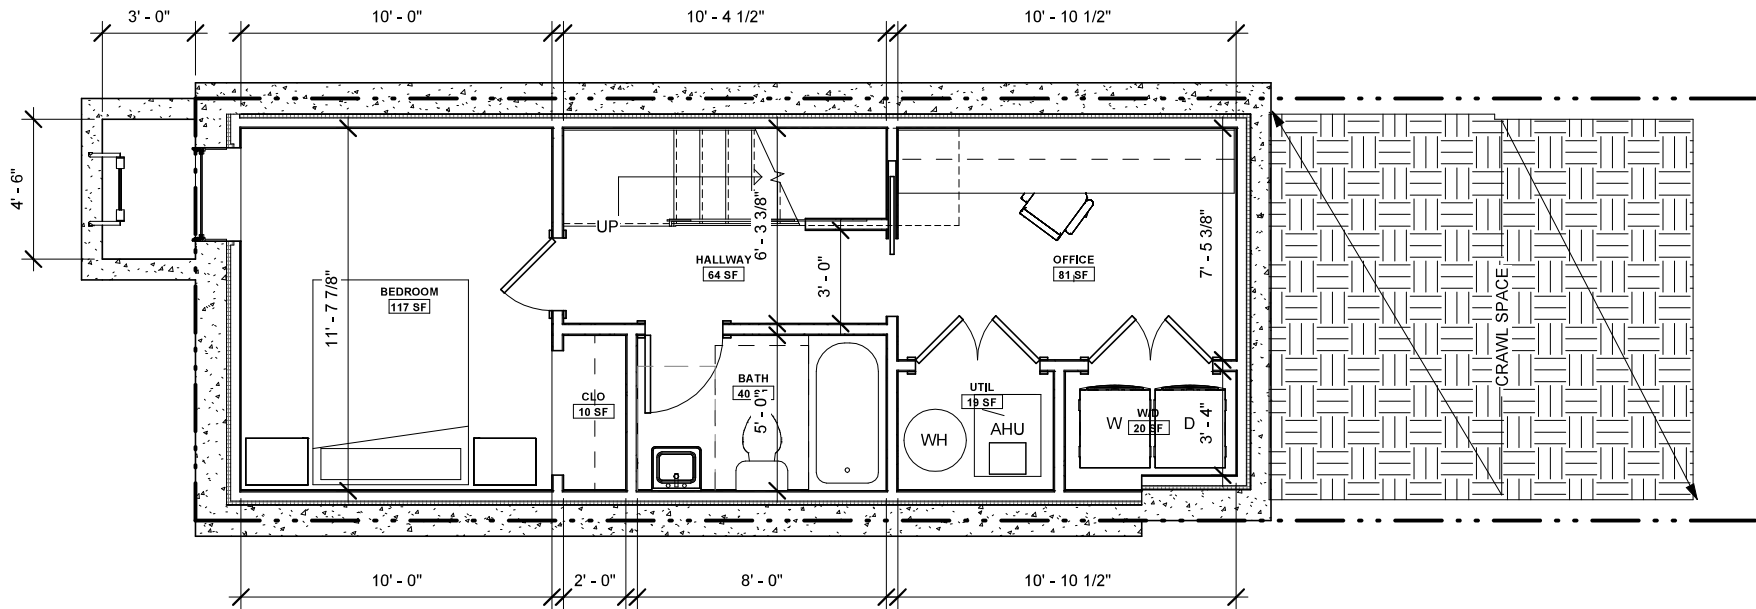 3' - 0"
10' - 0"
10' - 4 1/2"
10' - 10 1/2"
4' - 6"
UP
6' - 3 3/8"
HALLWAY
64 SF
3' - 0"
OFFICE
81 SF
7' - 5 3/8"
CRAWL SPACE
BEDROOM
117 SF
11' - 7 7/8"
CLO
10 SF
BATH
40
5' - 0"
UTIL
19 SF
WH
AHU
W/D
20 SF
W
D
3' - 4"
10' - 0"
2' - 0"
8' - 0"
10' - 10 1/2"